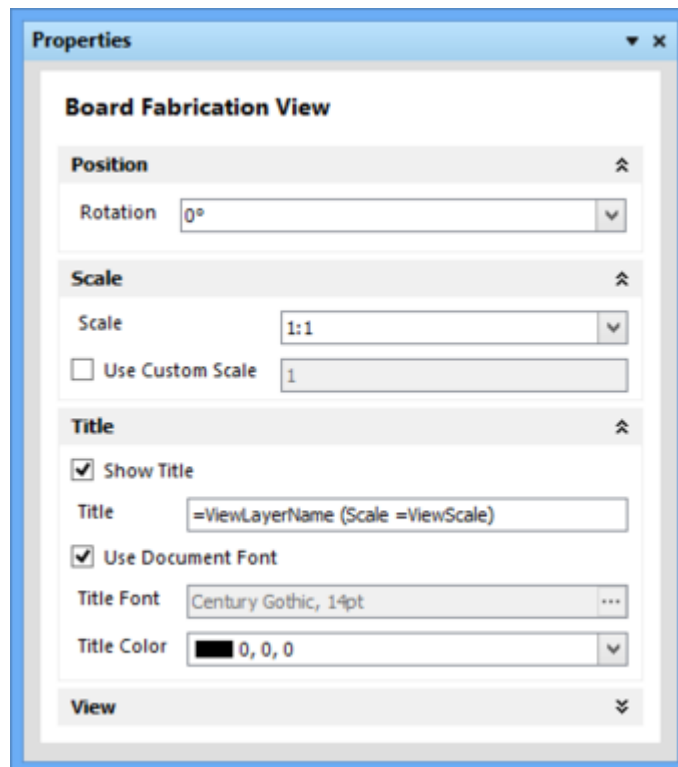 Properties
Board Fabrication View
Position
Rotation 0°
Scale
Scale 1:1
Use Custom Scale 1
Title
Show Title
Title =ViewLayerName (Scale =ViewScale)
Use Document Font
Title Font Century Gothic, 14pt ...
Title Color 0, 0, 0
View